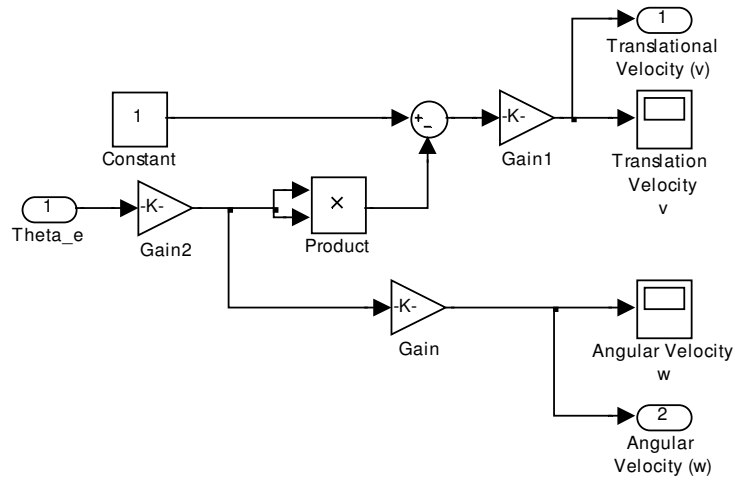 1
Translational
Velocity (v)
1
Constant
+
−
-K-
Gain1
Translation
Velocity
v
1
Theta_e
-K-
Gain2
×
Product
-K-
Gain
Angular Velocity
w
2
Angular
Velocity (w)